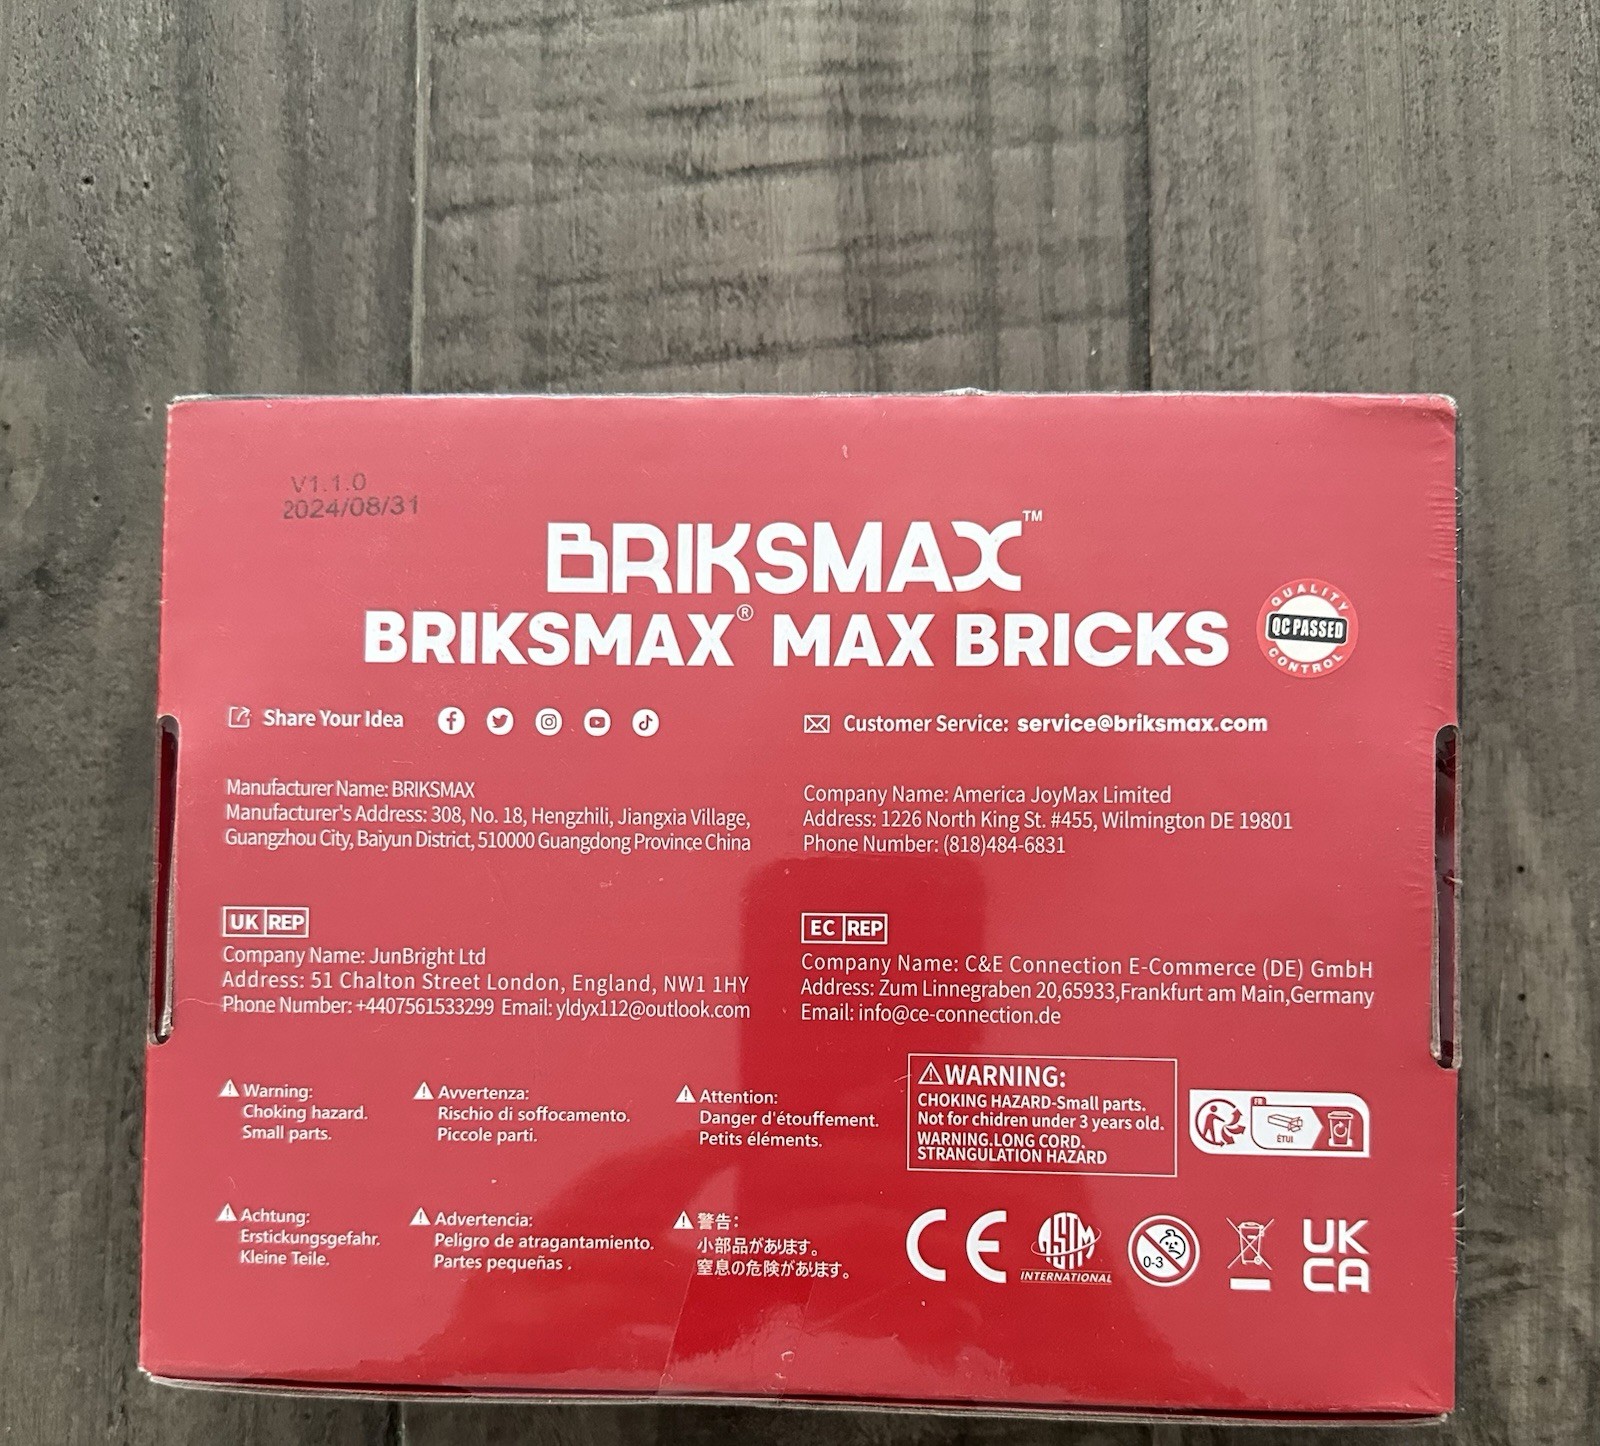 V1.1.0
2024/08/31
BRIKSMAX™
BRIKSMAX® MAX BRICKS
QUALITY
QC PASSED
CONTROL
Share Your Idea
Customer Service: service@briksmax.com
Manufacturer Name: BRIKSMAX
Manufacturer's Address: 308, No. 18, Hengzhili, Jiangxia Village,
Guangzhou City, Baiyun District, 510000 Guangdong Province China
Company Name: America JoyMax Limited
Address: 1226 North King St. #455, Wilmington DE 19801
Phone Number: (818)484-6831
UK REP
Company Name: JunBright Ltd
Address: 51 Chalton Street London, England, NW1 1HY
Phone Number: +4407561533299 Email: yldyx112@outlook.com
EC REP
Company Name: C&E Connection E-Commerce (DE) GmbH
Address: Zum Linnegraben 20,65933,Frankfurt am Main,Germany
Email: info@ce-connection.de
Warning:
Choking hazard.
Small parts.
Avvertenza:
Rischio di soffocamento.
Piccole parti.
Attention:
Danger d'étouffement.
Petits éléments.
WARNING:
CHOKING HAZARD-Small parts.
Not for chidren under 3 years old.
WARNING.LONG CORD.
STRANGULATION HAZARD
FR
ÉTUI
Achtung:
Erstickungsgefahr.
Kleine Teile.
Advertencia:
Peligro de atragantamiento.
Partes pequeñas .
警告:
小部品があります。
窒息の危険があります。
CE
ASTM
INTERNATIONAL
0-3
UK
CA